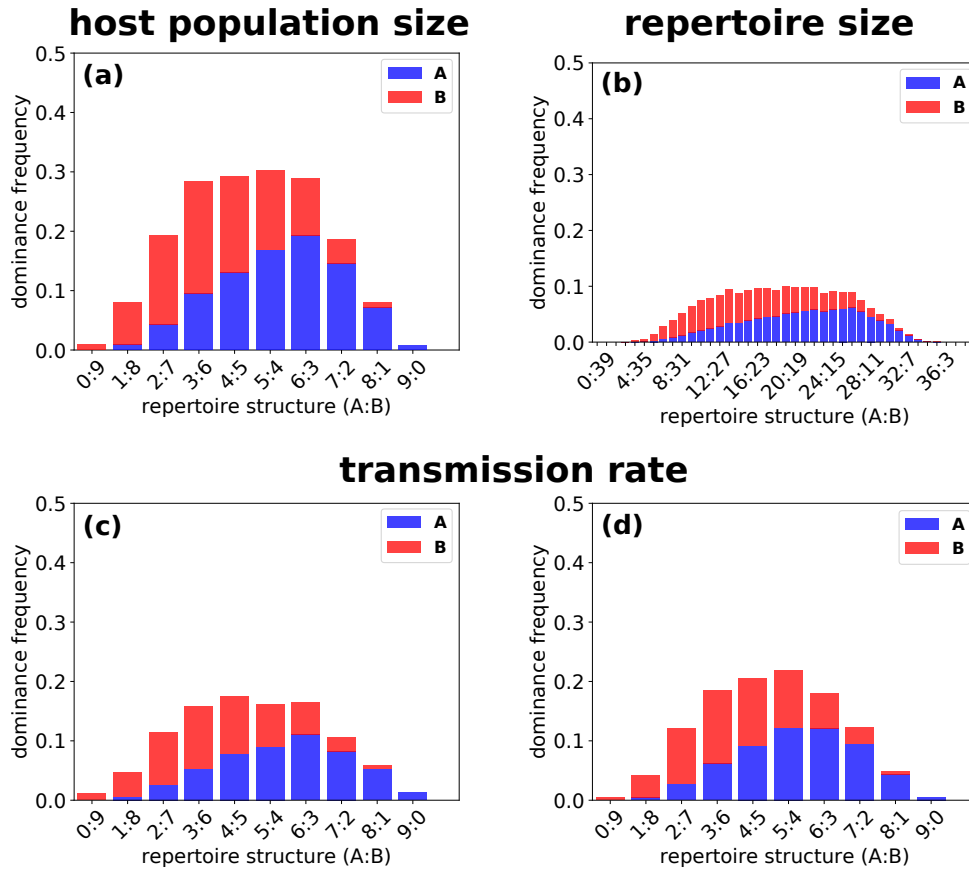 host population size
repertoire size
(a)
A
B
0.5
0.4
0.3
0.2
0.1
0.0
dominance frequency
0:9
1:8
2:7
3:6
4:5
5:4
6:3
7:2
8:1
9:0
repertoire structure (A:B)
(b)
A
B
0.5
0.4
0.3
0.2
0.1
0.0
dominance frequency
0:39
4:35
8:31
12:27
16:23
20:19
24:15
28:11
32:7
36:3
repertoire structure (A:B)
transmission rate
(c)
A
B
0.5
0.4
0.3
0.2
0.1
0.0
dominance frequency
0:9
1:8
2:7
3:6
4:5
5:4
6:3
7:2
8:1
9:0
repertoire structure (A:B)
(d)
A
B
0.5
0.4
0.3
0.2
0.1
0.0
dominance frequency
0:9
1:8
2:7
3:6
4:5
5:4
6:3
7:2
8:1
9:0
repertoire structure (A:B)